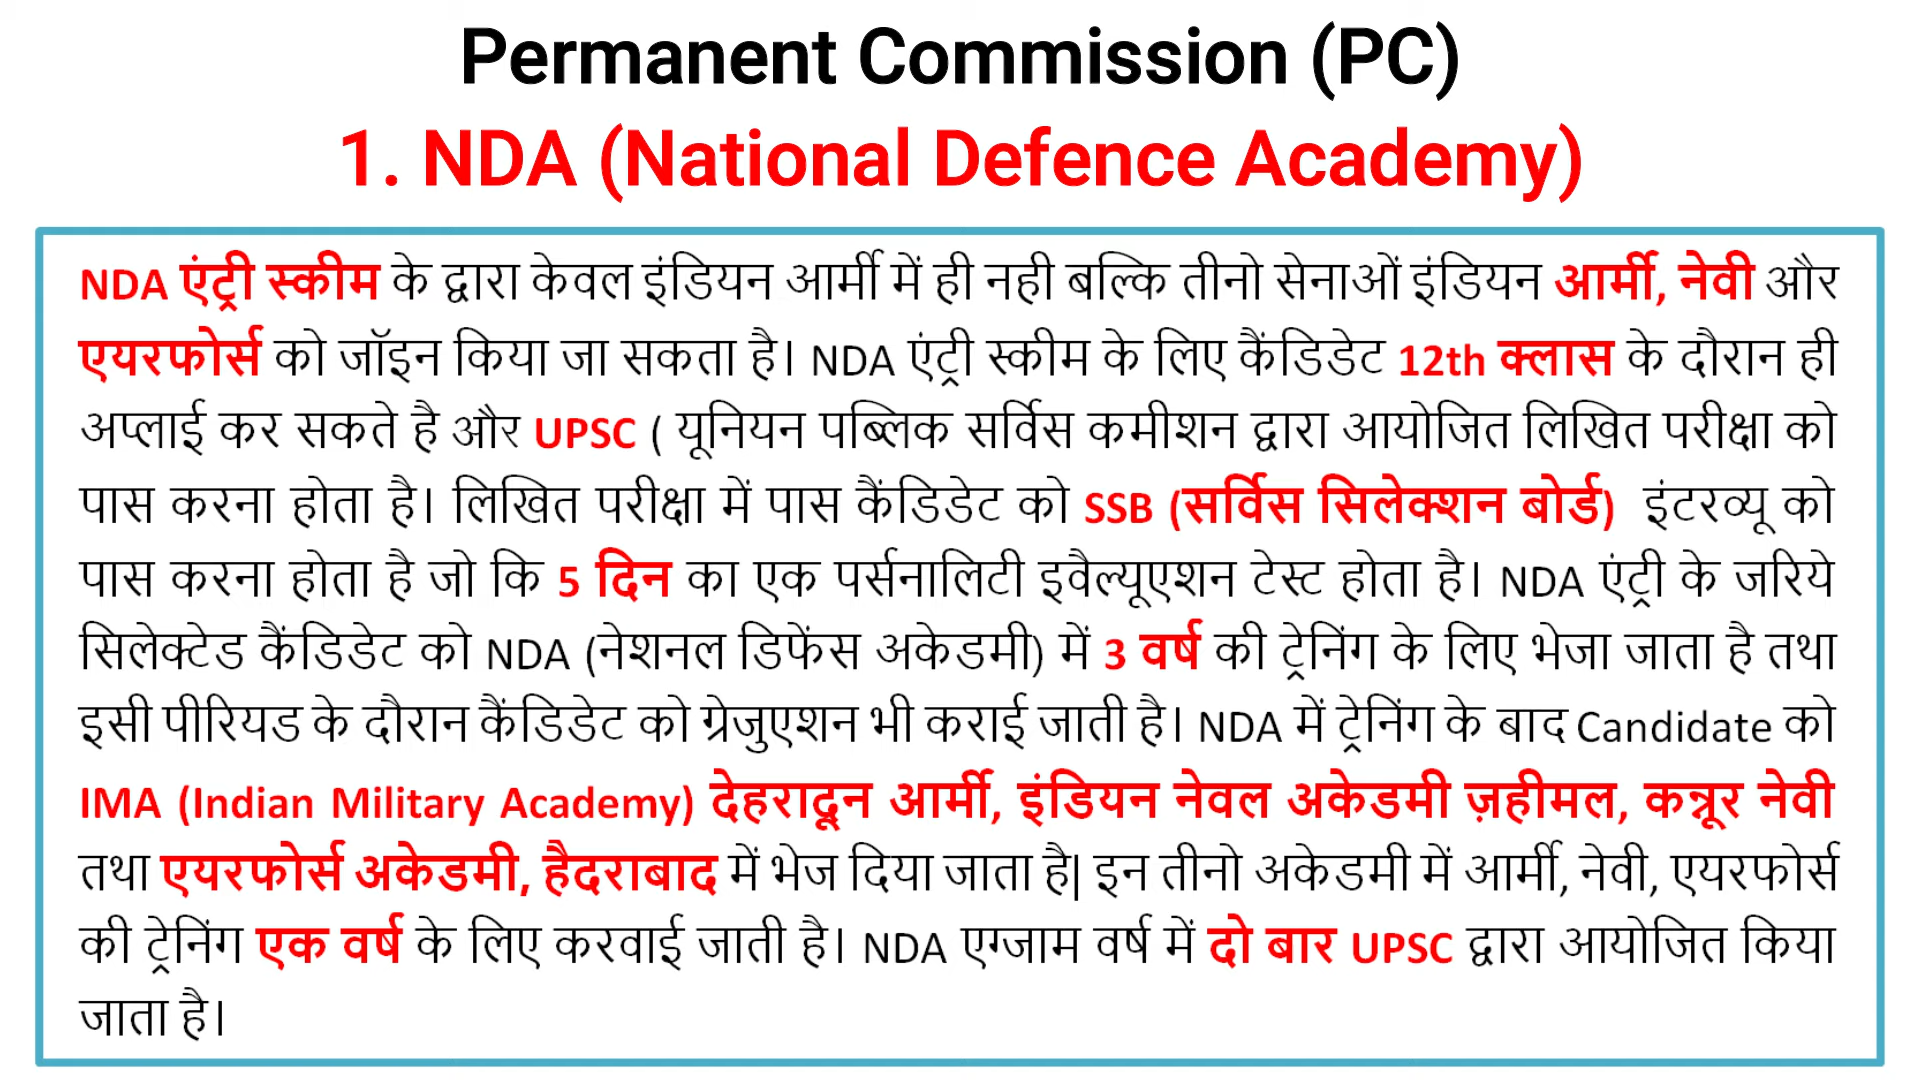 Permanent Commission (PC)
1. NDA (National Defence Academy)
NDA एंट्री स्कीम के द्वारा केवल इंडियन आर्मी में ही नही बल्कि तीनो सेनाओं इंडियन आर्मी, नेवी और
एयरफोर्स को जॉइन किया जा सकता है। NDA एंट्री स्कीम के लिए कैंडिडेट 12th क्लास के दौरान ही
अप्लाई कर सकते है और UPSC ( यूनियन पब्लिक सर्विस कमीशन द्वारा आयोजित लिखित परीक्षा को
पास करना होता है। लिखित परीक्षा में पास कैंडिडेट को SSB (सर्विस सिलेक्शन बोर्ड) इंटरव्यू को
पास करना होता है जो कि 5 दिन का एक पर्सनालिटी इवैल्यूएशन टेस्ट होता है। NDA एंट्री के जरिये
सिलेक्टेड कैंडिडेट को NDA (नेशनल डिफेंस अकेडमी) में 3 वर्ष की ट्रेनिंग के लिए भेजा जाता है तथा
इसी पीरियड के दौरान कैंडिडेट को ग्रेजुएशन भी कराई जाती है। NDA में ट्रेनिंग के बाद Candidate को
IMA (Indian Military Academy) देहरादून आर्मी, इंडियन नेवल अकेडमी ज़हीमल, कन्नूर नेवी
तथा एयरफोर्स अकेडमी, हैदराबाद में भेज दिया जाता है| इन तीनो अकेडमी में आर्मी, नेवी, एयरफोर्स
की ट्रेनिंग एक वर्ष के लिए करवाई जाती है। NDA एग्जाम वर्ष में दो बार UPSC द्वारा आयोजित किया
जाता है।